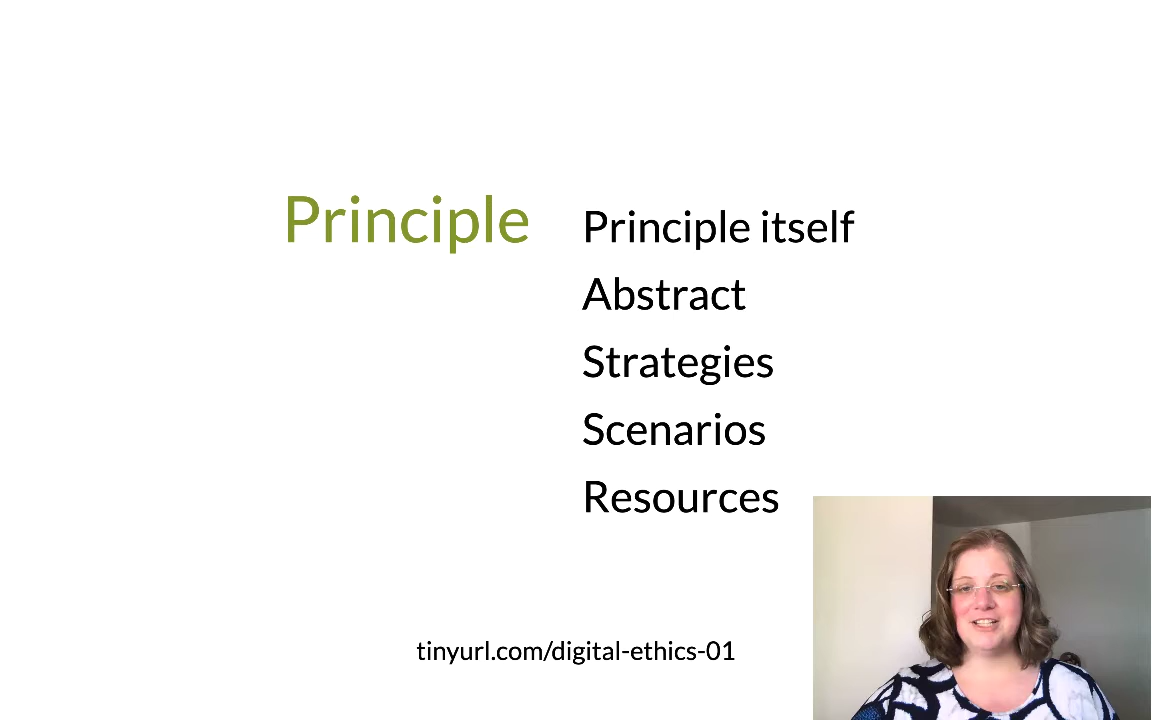 Principle
Principle itself
Abstract
Strategies
Scenarios
Resources
tinyurl.com/digital-ethics-01